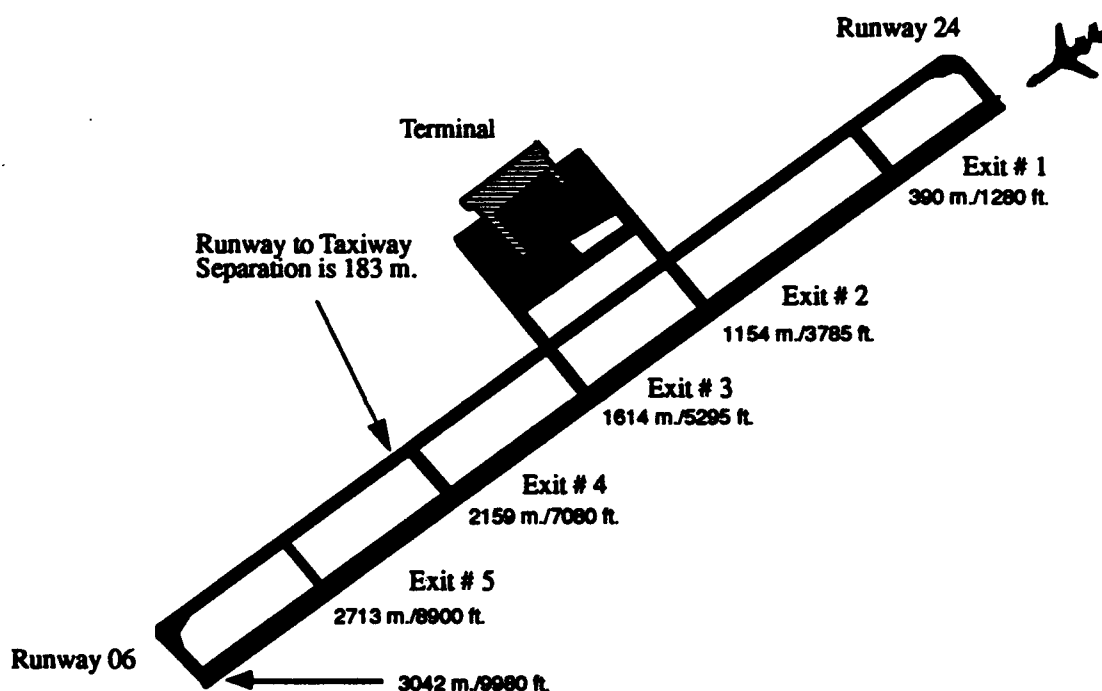 Runway 24
Terminal
Exit # 1
390 m./1280 ft.
Runway to Taxiway
Separation is 183 m.
Exit # 2
1154 m./3785 ft.
Exit # 3
1614 m./5295 ft.
Exit # 4
2159 m./7080 ft.
Exit # 5
2713 m./8900 ft.
Runway 06
3042 m./9980 ft.